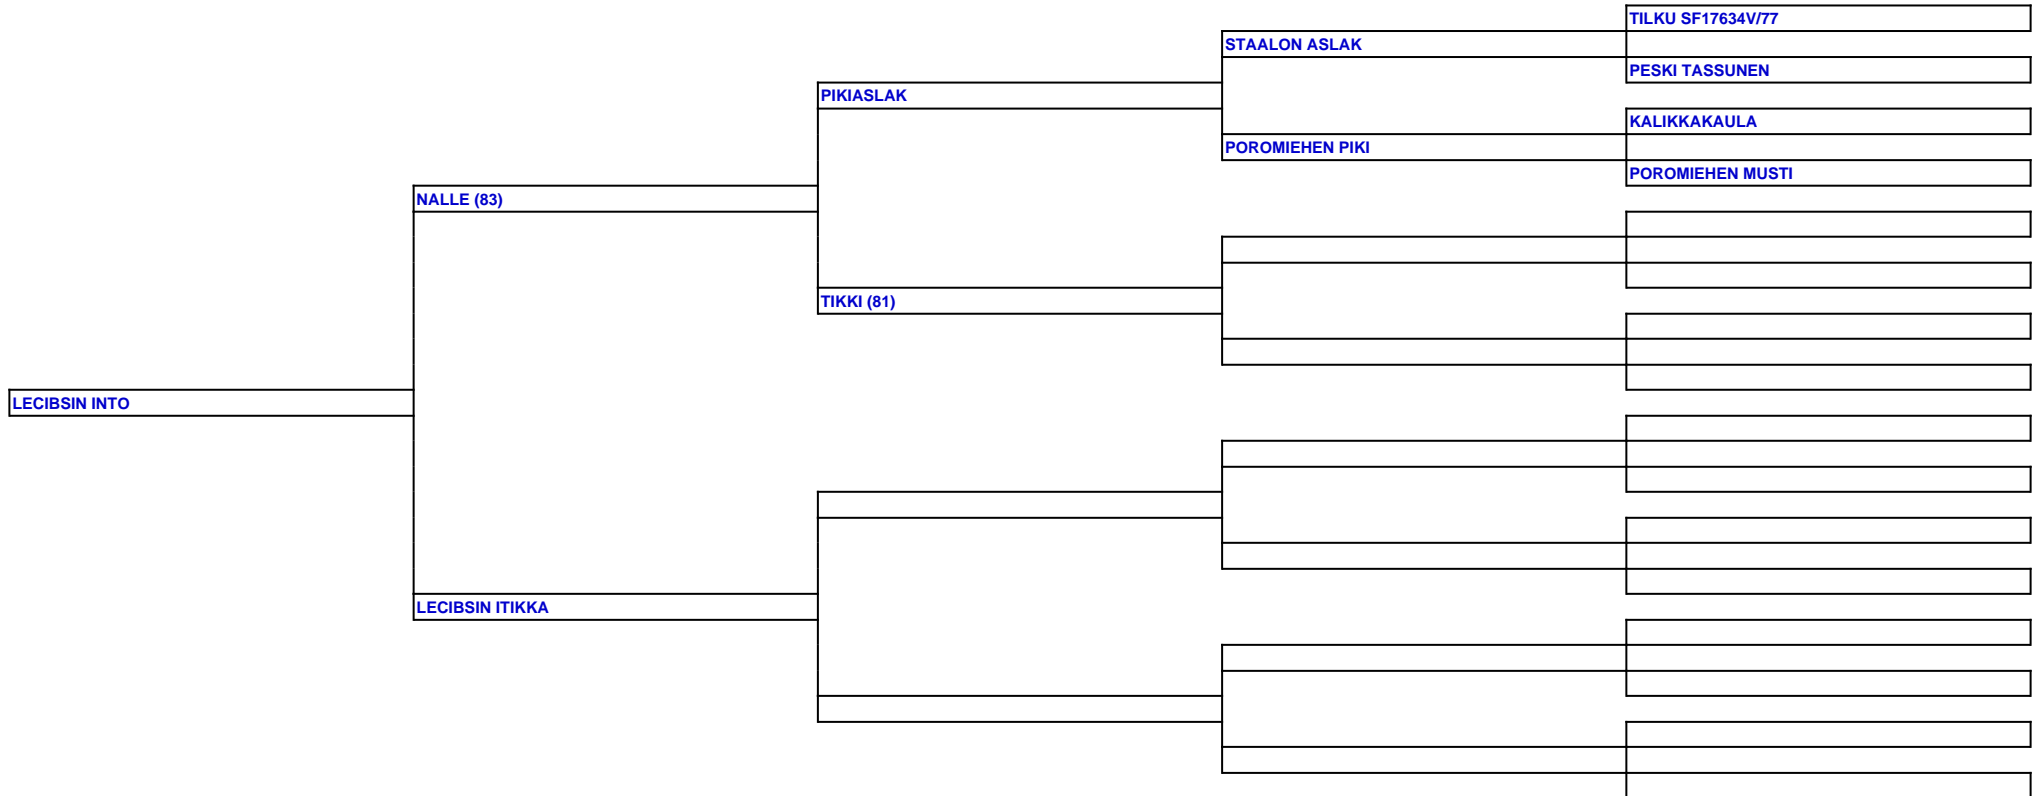 TILKU SF17634V/77
STAALON ASLAK
PESKI TASSUNEN
PIKIASLAK
KALIKKAKAULA
POROMIEHEN PIKI
POROMIEHEN MUSTI
NALLE (83)
TIKKI (81)
LECIBSIN INTO
LECIBSIN ITIKKA